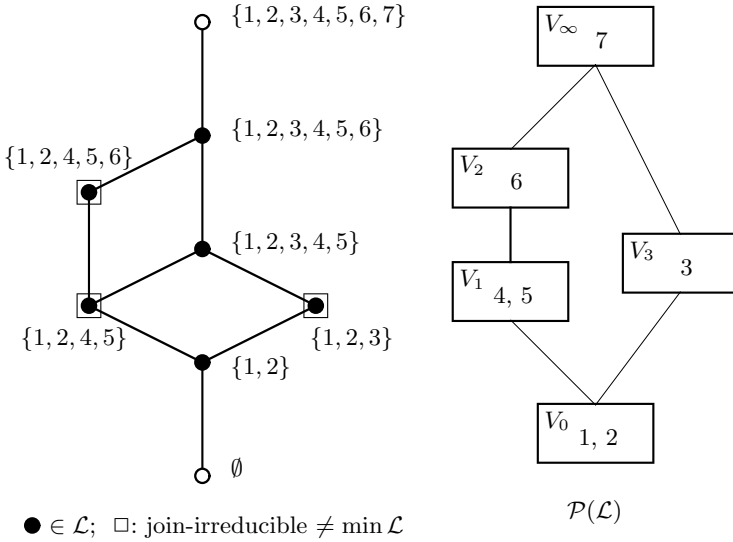 {1, 2, 3, 4, 5, 6, 7}
{1, 2, 3, 4, 5, 6}
{1, 2, 4, 5, 6}
{1, 2, 3, 4, 5}
{1, 2, 4, 5}
{1, 2, 3}
{1, 2}
∅
● ∈ ℒ; □: join-irreducible ≠ min ℒ
V∞
7
V₂
6
V₁
4, 5
V₃
3
V₀
1, 2
𝒫(ℒ)